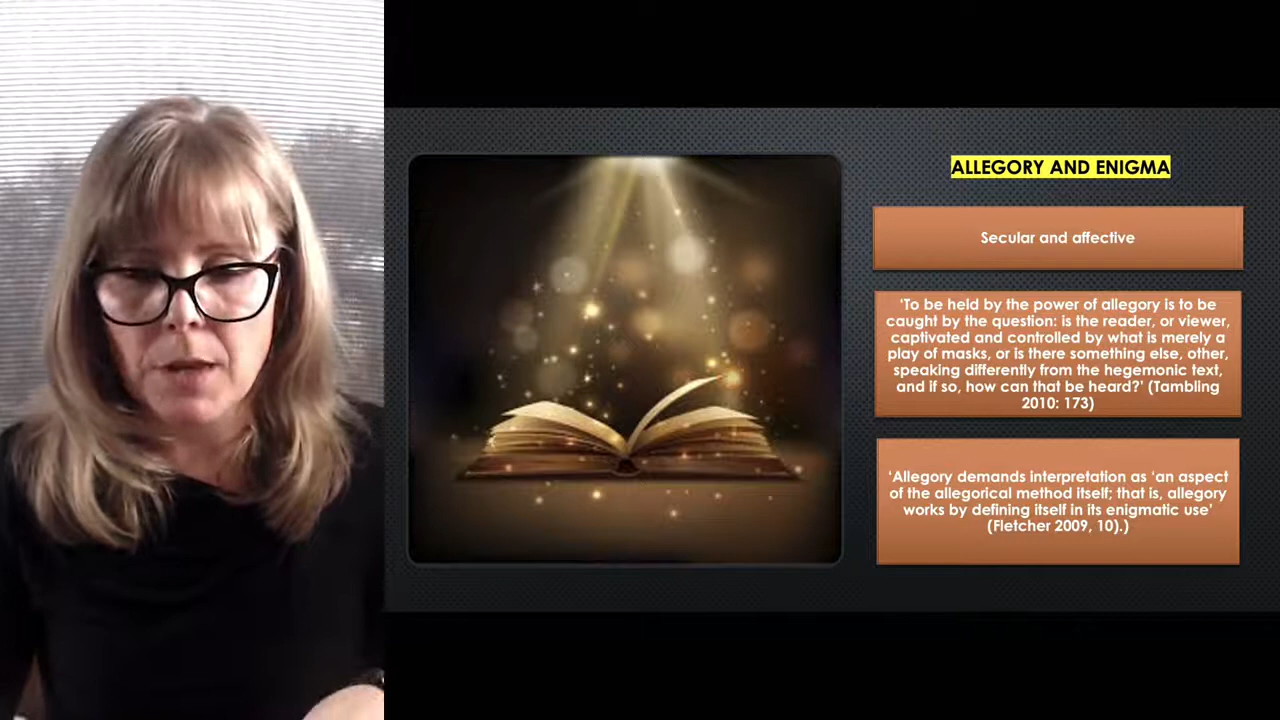 ALLEGORY AND ENIGMA
Secular and affective
‘To be held by the power of allegory is to be
caught by the question: is the reader, or viewer,
captivated and controlled by what is merely a
play of masks, or is there something else, other,
speaking differently from the hegemonic text,
and if so, how can that be heard?’ (Tambling
2010: 173)
‘Allegory demands interpretation as ‘an aspect
of the allegorical method itself; that is, allegory
works by defining itself in its enigmatic use’
(Fletcher 2009, 10).)